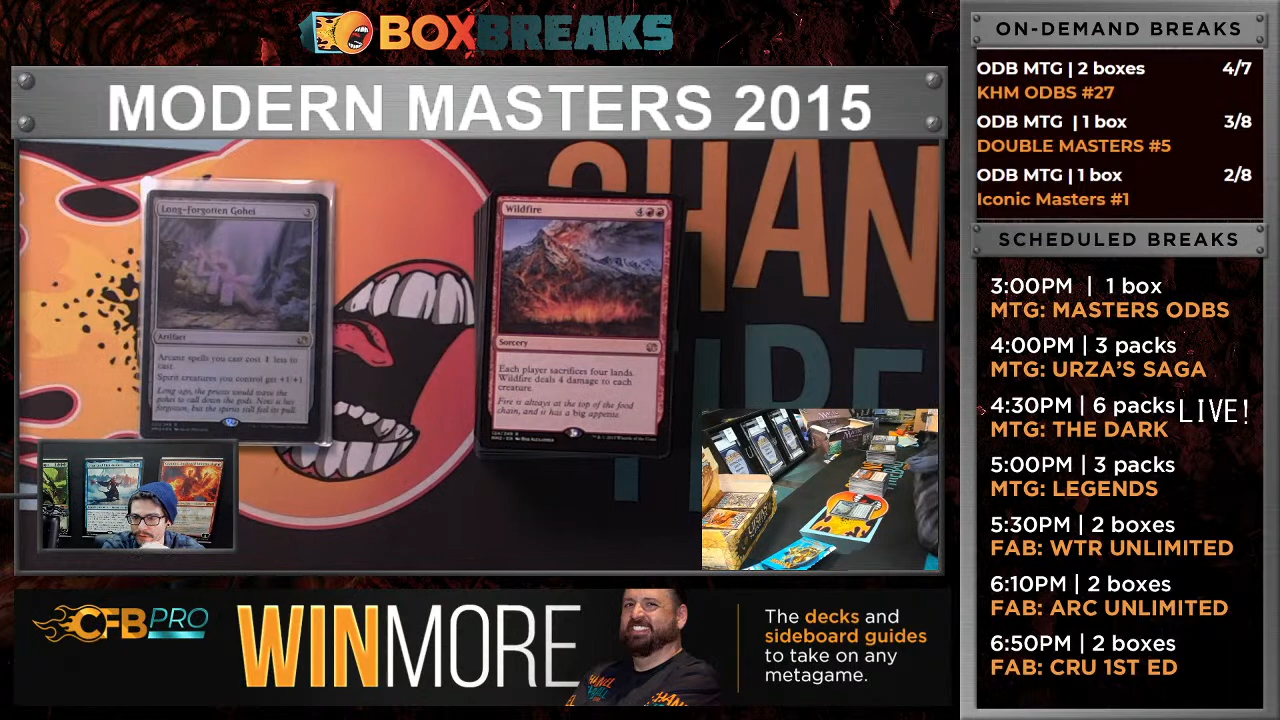 BOXBREAKS
MODERN MASTERS 2015
Long-Forgotten Gohei 3
Artifact
Arcane spells you cast cost 1 less to
cast.
Spirit creatures you control get +1/+1
Long ago, the priests would wave the
gohei to call down the gods. Now it lies
forgotten, but the spirits still feel its pull.
Wildfire 4
Sorcery
Each player sacrifices four lands.
Wildfire deals 4 damage to each
creature.
Fire is always at the top of the food
chain, and it has a big appetite.
CFB PRO
WINMORE
The decks and
sideboard guides
to take on any
metagame.
ON-DEMAND BREAKS
ODB MTG | 2 boxes 4/7
KHM ODBS #27
ODB MTG | 1 box 3/8
DOUBLE MASTERS #5
ODB MTG | 1 box 2/8
Iconic Masters #1
SCHEDULED BREAKS
3:00PM | 1 box
MTG: MASTERS ODBS
4:00PM | 3 packs
MTG: URZA'S SAGA
4:30PM | 6 packs
LIVE!
MTG: THE DARK
5:00PM | 3 packs
MTG: LEGENDS
5:30PM | 2 boxes
FAB: WTR UNLIMITED
6:10PM | 2 boxes
FAB: ARC UNLIMITED
6:50PM | 2 boxes
FAB: CRU 1ST ED